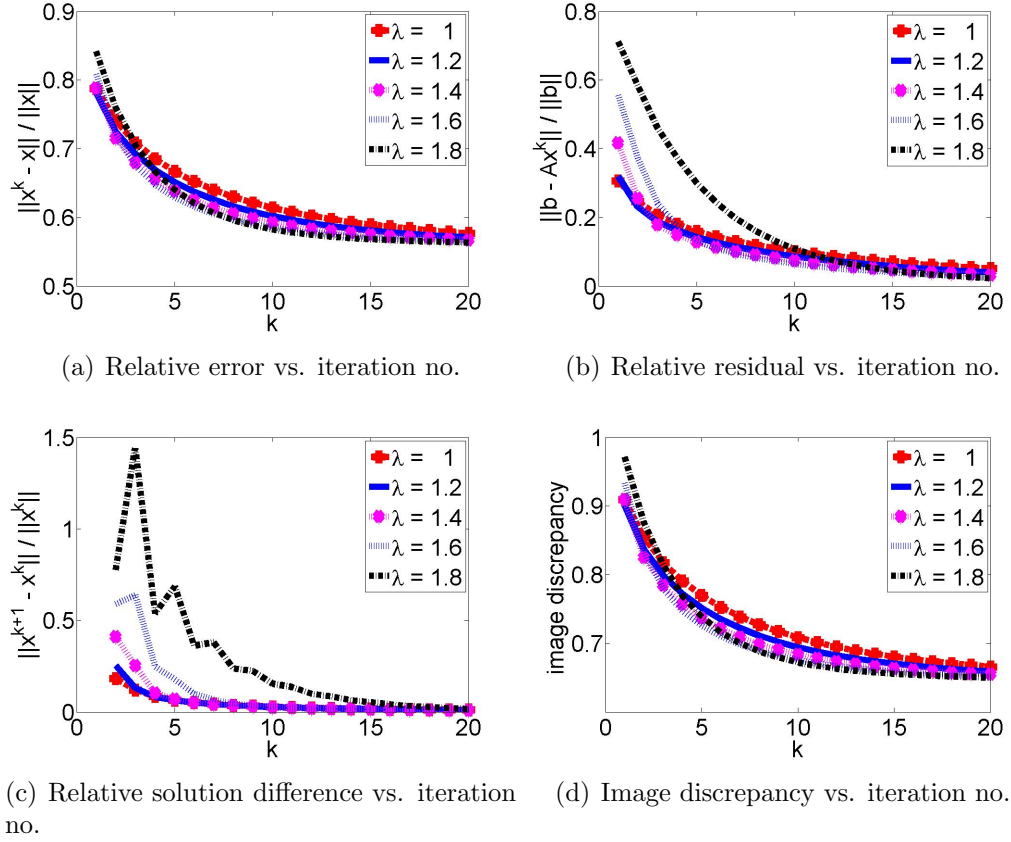 0.9
0.8
0.7
0.6
0.5
0
5
10
15
20
k
||x^k - x|| / ||x||
λ = 1
λ = 1.2
λ = 1.4
λ = 1.6
λ = 1.8
(a) Relative error vs. iteration no.
0.8
0.6
0.4
0.2
0
0
5
10
15
20
k
||b - Ax^k|| / ||b||
λ = 1
λ = 1.2
λ = 1.4
λ = 1.6
λ = 1.8
(b) Relative residual vs. iteration no.
1.5
1
0.5
0
0
5
10
15
20
k
||x^{k+1} - x^k|| / ||x^k||
λ = 1
λ = 1.2
λ = 1.4
λ = 1.6
λ = 1.8
(c) Relative solution difference vs. iteration
no.
1
0.9
0.8
0.7
0
5
10
15
20
k
image discrepancy
λ = 1
λ = 1.2
λ = 1.4
λ = 1.6
λ = 1.8
(d) Image discrepancy vs. iteration no.